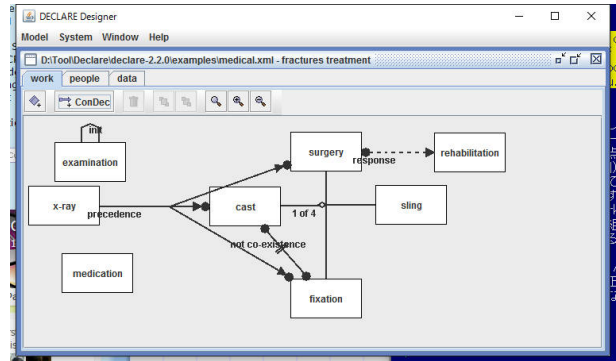 DECLARE Designer
Model System Window Help
D:\Tool\Declare\declare-2.2.0\examples\medical.xml - fractures treatment
work people data
ConDec
init
examination
surgery
response
rehabilitation
x-ray
precedence
cast
1 of 4
sling
not co-existence
medication
fixation